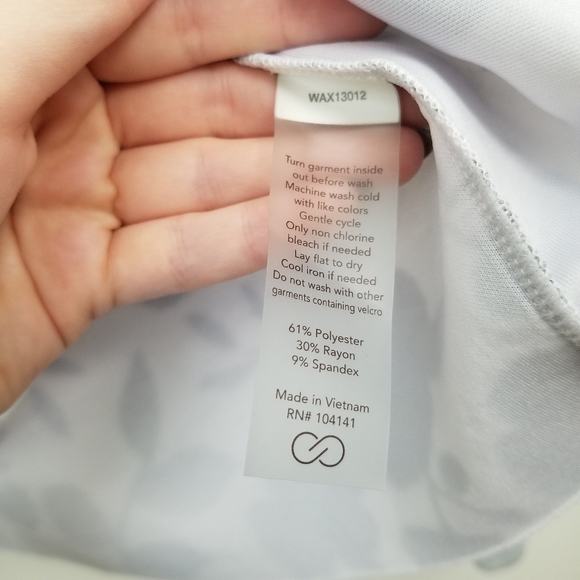 WAX13012
Turn garment inside
out before wash
Machine wash cold
with like colors
Gentle cycle
Only non chlorine
bleach if needed
Lay flat to dry
Cool iron if needed
Do not wash with other
garments containing velcro
61% Polyester
30% Rayon
9% Spandex
Made in Vietnam
RN# 104141